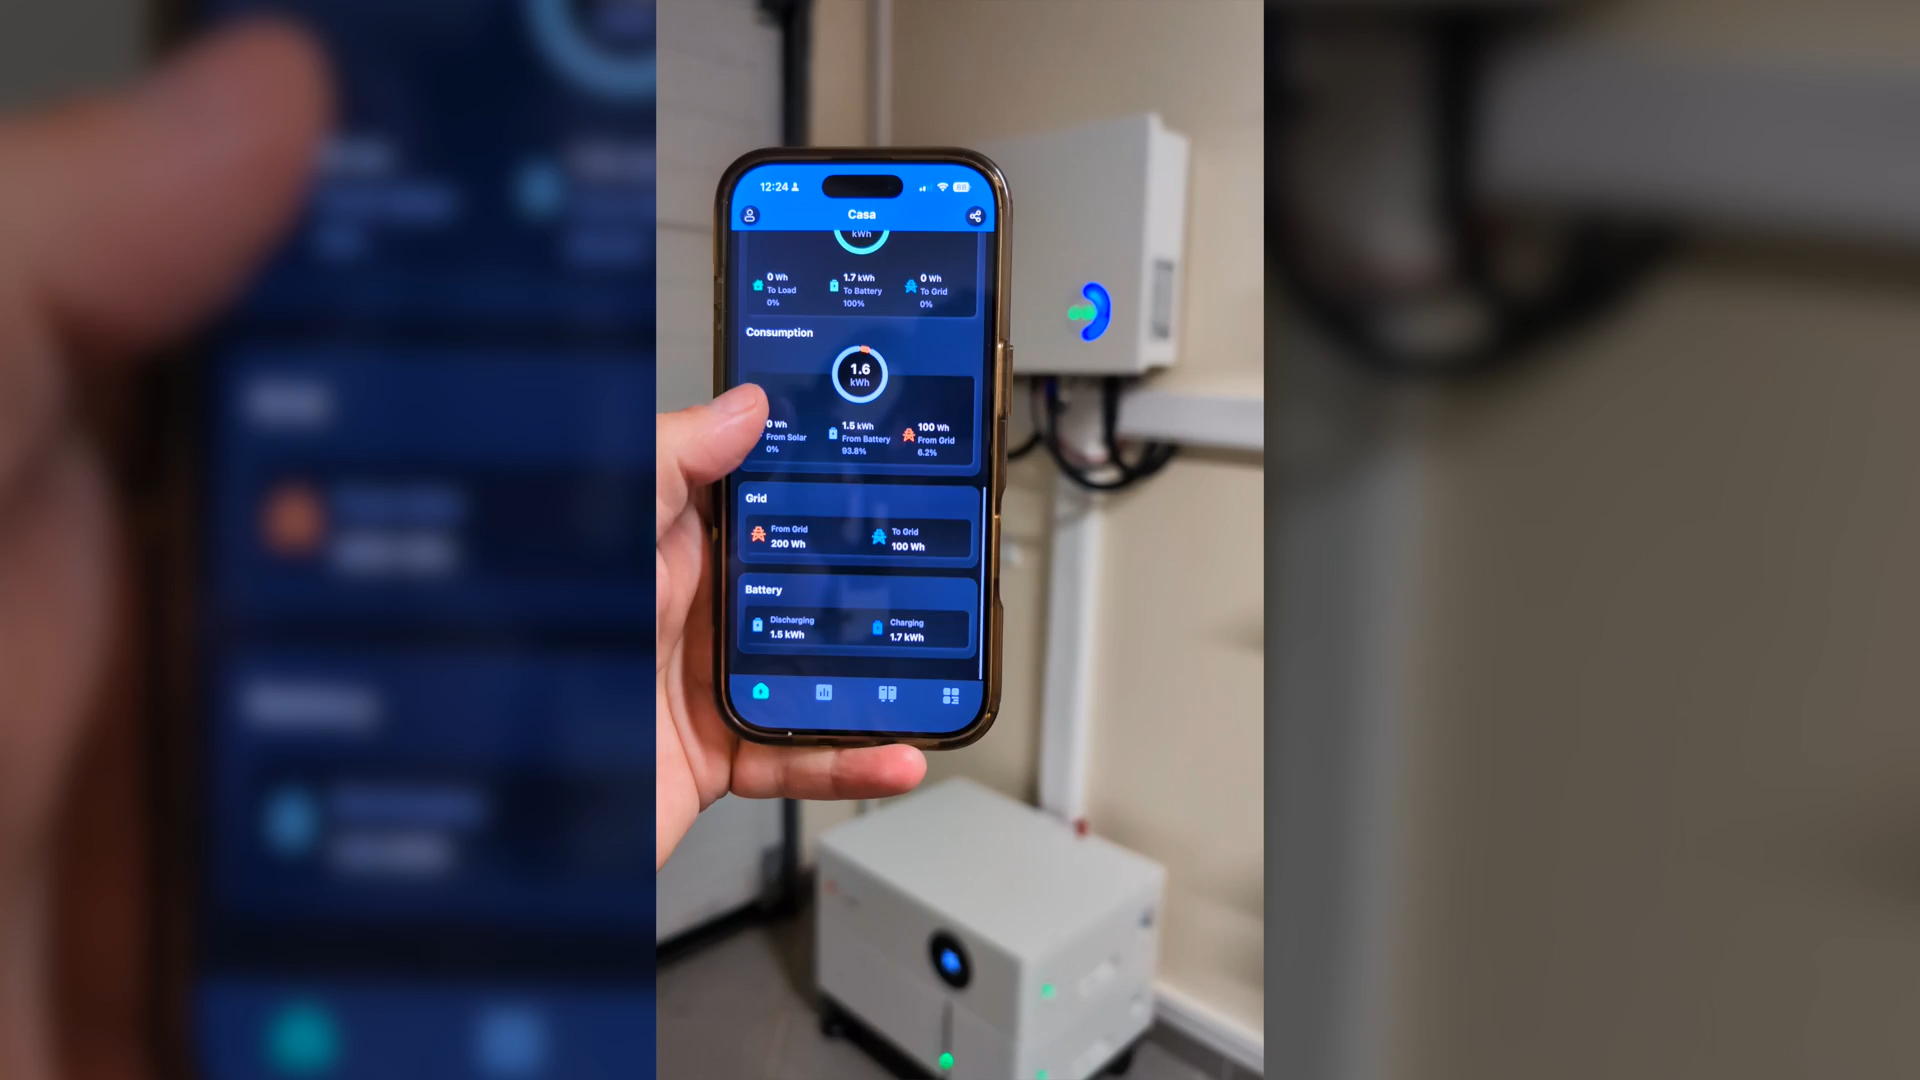 12:24
88
Casa
kWh
0 Wh
To Load
0%
1.7 kWh
To Battery
100%
0 Wh
To Grid
0%
Consumption
1.6
kWh
0 Wh
From Solar
0%
1.5 kWh
From Battery
93.8%
100 Wh
From Grid
6.2%
Grid
From Grid
200 Wh
To Grid
100 Wh
Battery
Discharging
1.5 kWh
Charging
1.7 kWh